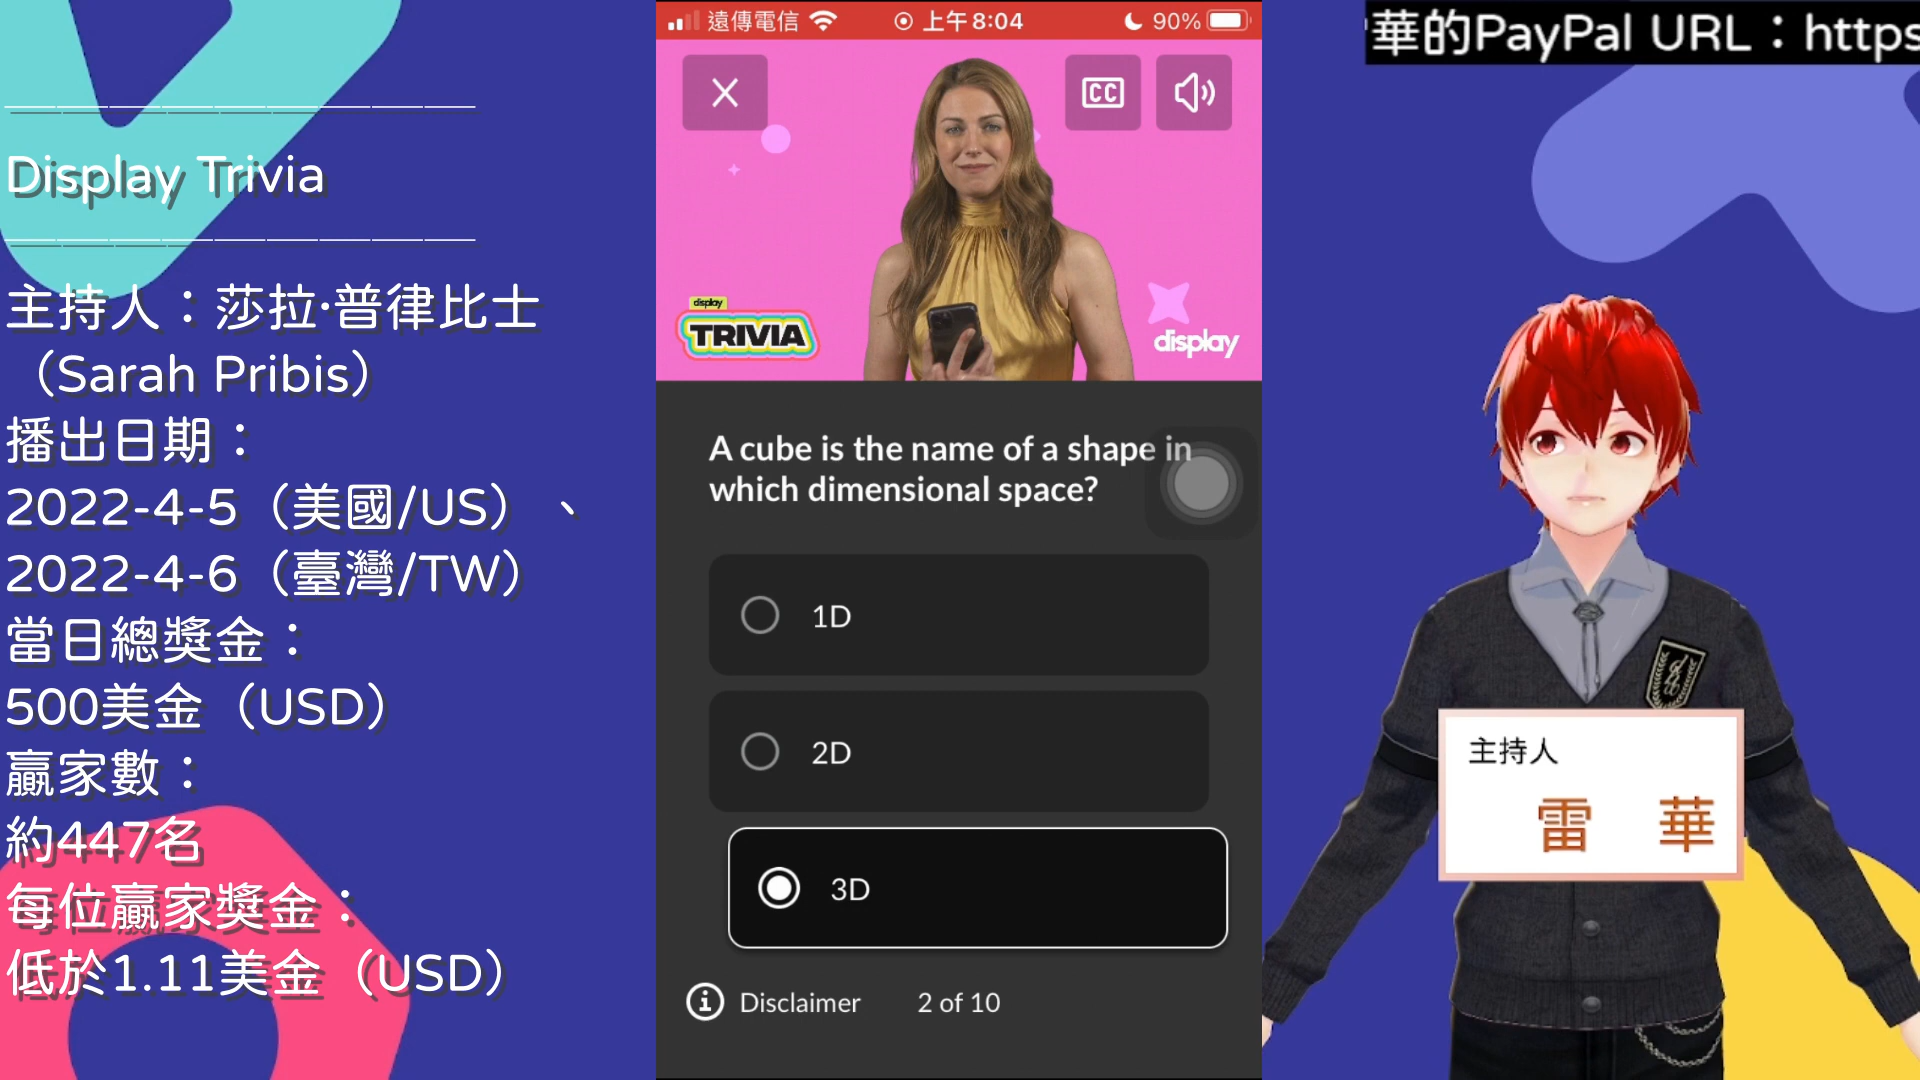 Display Trivia
主持人：莎拉·普律比士
（Sarah Pribis）
播出日期：
2022-4-5（美國/US）、
2022-4-6（臺灣/TW）
當日總獎金：
500美金（USD）
贏家數：
約447名
每位贏家獎金：
低於1.11美金（USD）
遠傳電信
上午8:04
90%
CC
display
TRIVIA
display
A cube is the name of a shape in
which dimensional space?
1D
2D
3D
Disclaimer
2 of 10
華的PayPal URL：https
主持人
雷 華